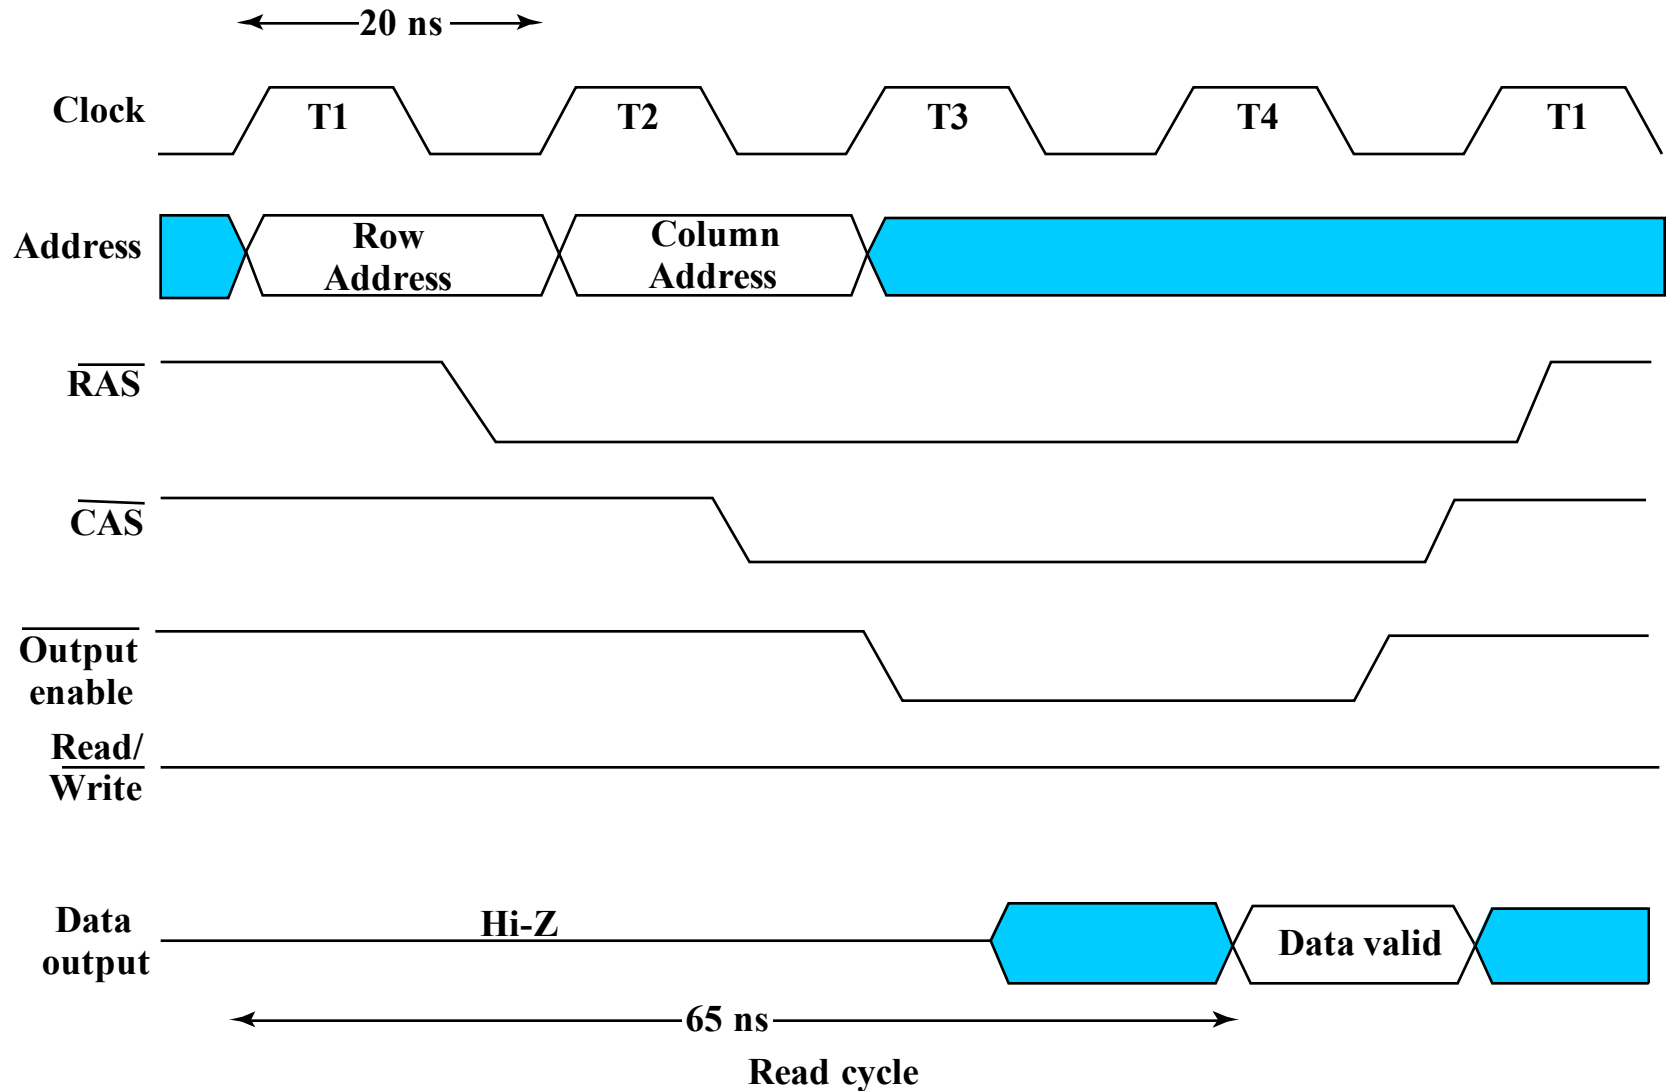 20 ns
Clock
T1
T2
T3
T4
T1
Address
Row
Address
Column
Address
RAS
CAS
Output
enable
Read/
Write
Hi-Z
Data
output
Data valid
65 ns
Read cycle